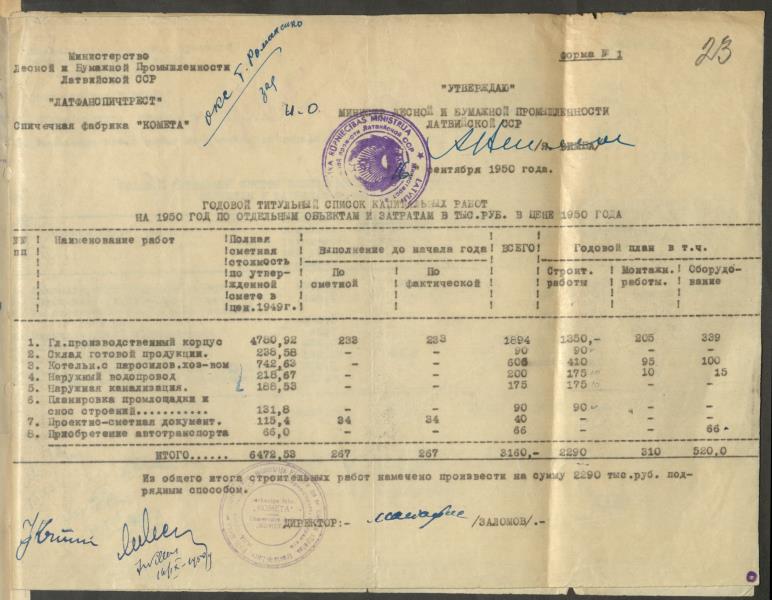 23
Форма № 1
Министерство
Лесной и Бумажной Промышленности
Латвийской ССР
"ЛАТФАНСПИЧТРЕСТ"
Спичечная фабрика "КОМЕТА"
"УТВЕРЖДАЮ"
И.О. МИНИСТР ЛЕСНОЙ И БУМАЖНОЙ ПРОМЫШЛЕННОСТИ
ЛАТВИЙСКОЙ ССР
сентября 1950 года.
ГОДОВОЙ ТИТУЛЬНЫЙ СПИСОК КАПИТАЛЬНЫХ РАБОТ
НА 1950 ГОД ПО ОТДЕЛЬНЫМ ОБЪЕКТАМ И ЗАТРАТАМ В ТЫС.РУБ. В ЦЕНЕ 1950 ГОДА
№№ пп Наименование работ Полная сметная стоимость по утвержденной смете в цен.1949г. Выполнение до начала года ВСЕГО Годовой план в т.ч.
По сметной По фактической Строит. работы Монтажн. работы. Оборудование
1. Гл.производственный корпус 4780,92 233 233 1894 1350,- 205 339
2. Склад готовой продукции. 238,58 - - 90 90 - -
3. Котельн.с паросилов.хоз-вом 742,63 - - 605 410 95 100
4. Наружный водопровод 218,67 - - 200 175 10 15
5. Наружная канализация. 188,53 - - 175 175 - -
6. Планировка промплощадки и
снос строений........... 131,8 - - 90 90 - -
7. Проектно-сметная документ. 115,4 34 34 40 - - -
8. Приобретение автотранспорта 66,0 - - 66 - - 66
ИТОГО...... 6472,53 267 267 3160,- 2290 310 520,0
Из общего итога строительных работ намечено произвести на сумму 2290 тыс.руб. под-
рядным способом.
ДИРЕКТОР:- /ЗАЛОМОВ/.-
"КОМЕТА"